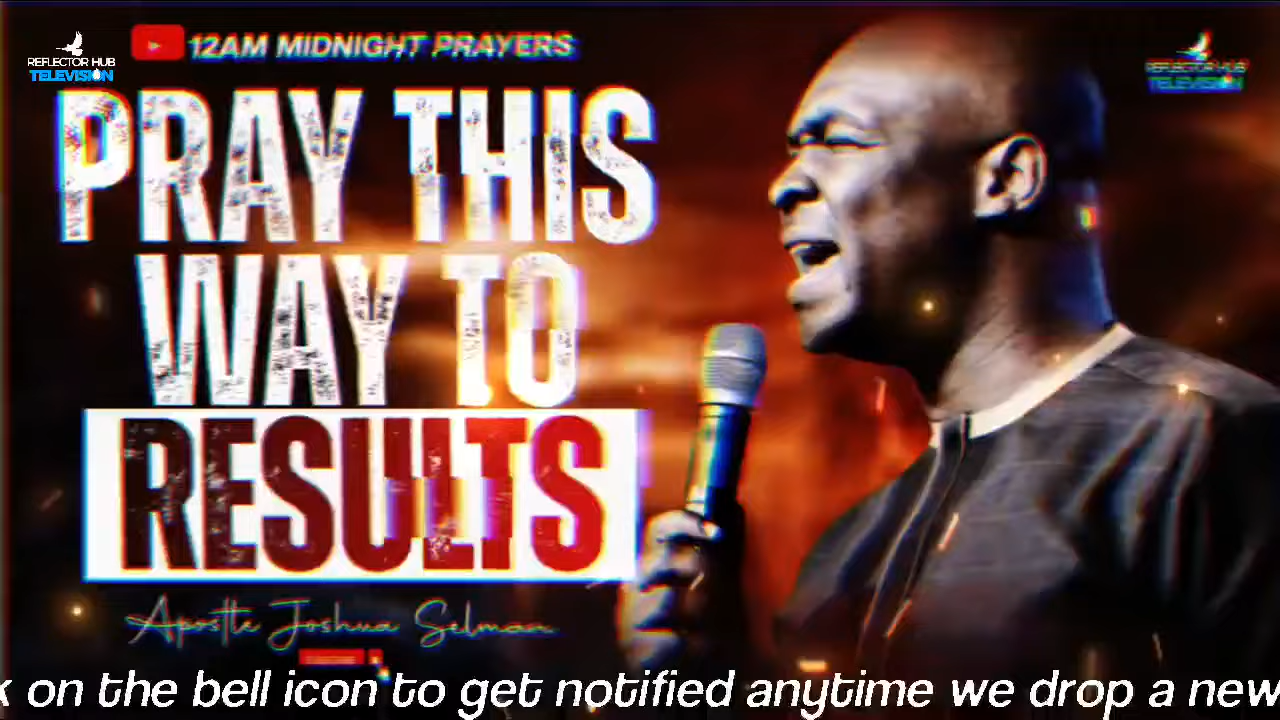 12AM MIDNIGHT PRAYERS
REFLECTOR HUB
TELEVISION
REFLECTOR HUB
TELEVISION
PRAY THIS
WAY TO
RESULTS
Apostle Joshua Selman
k on the bell icon to get notified anytime we drop a new